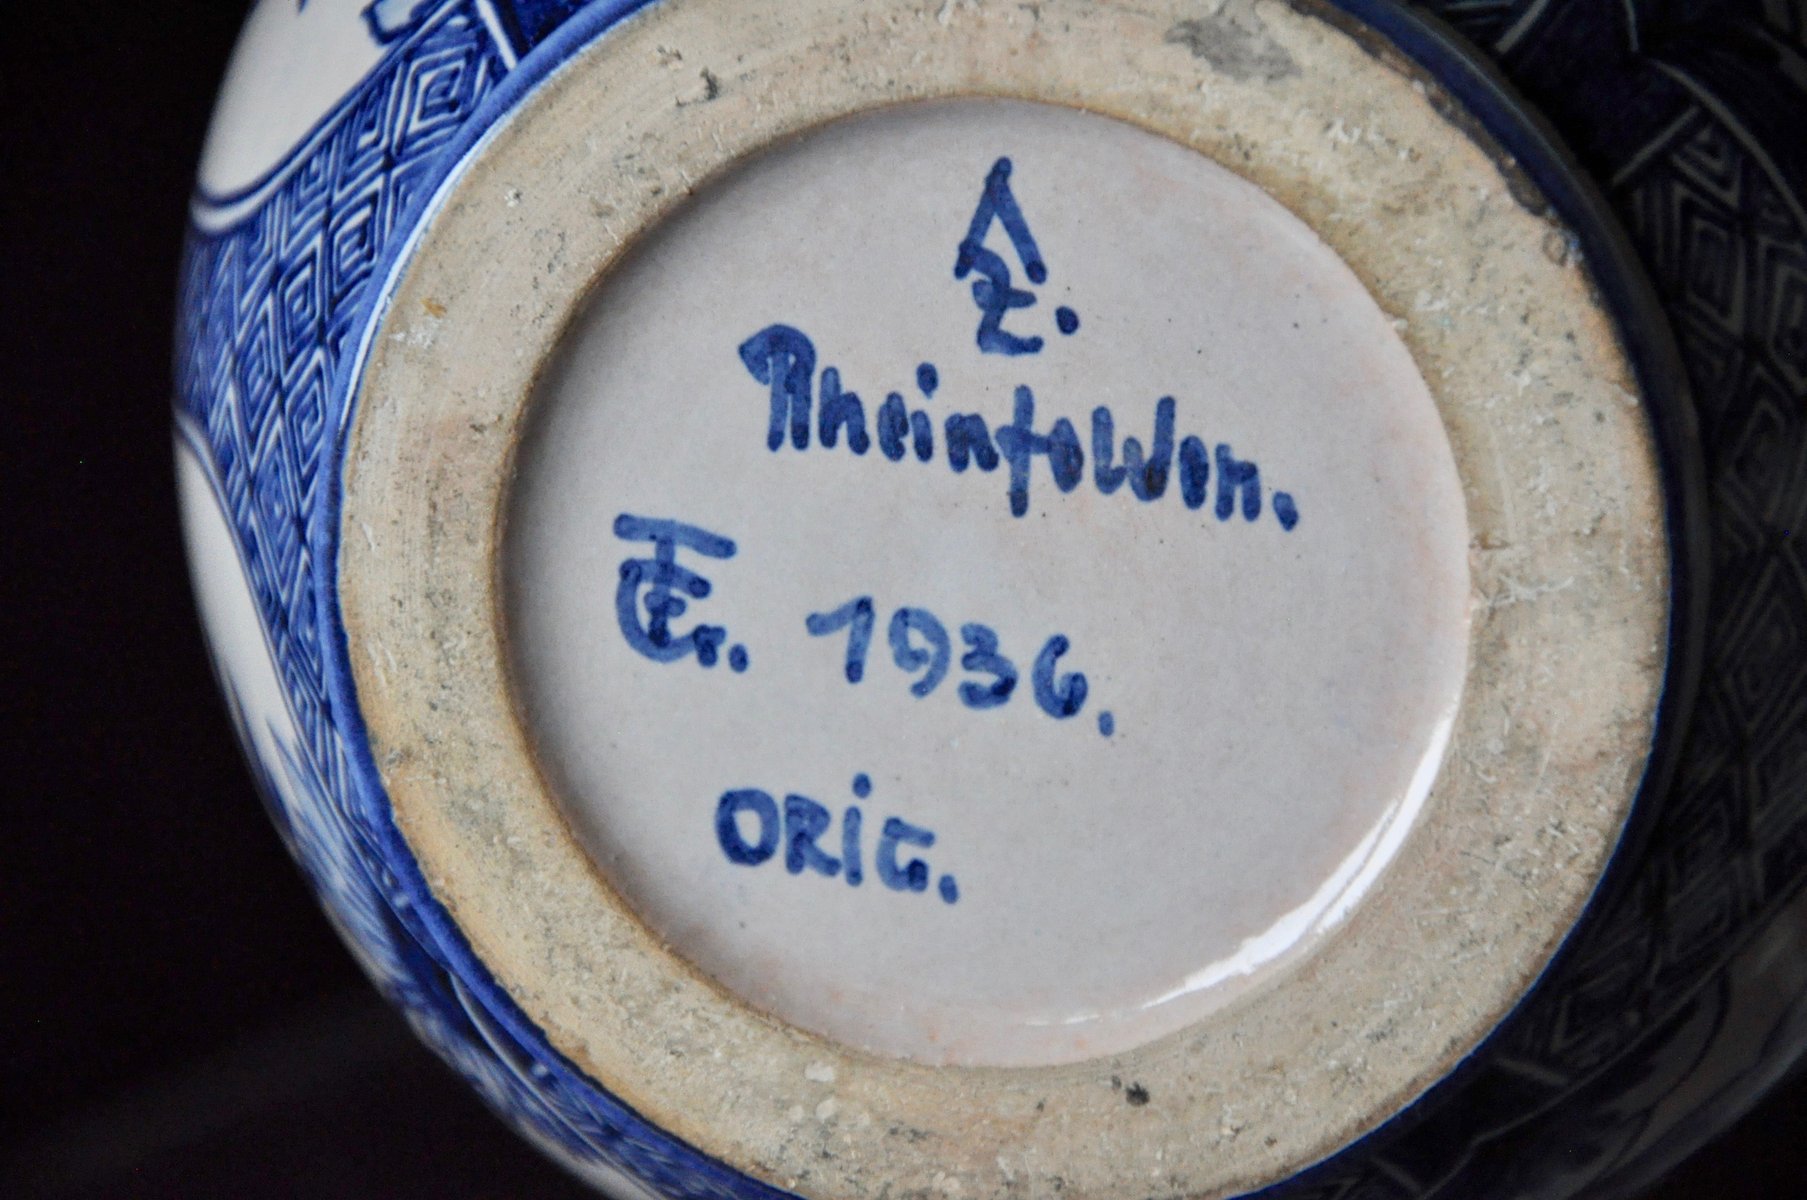 Z.
Rheinfelden.
1936.
ORIG.